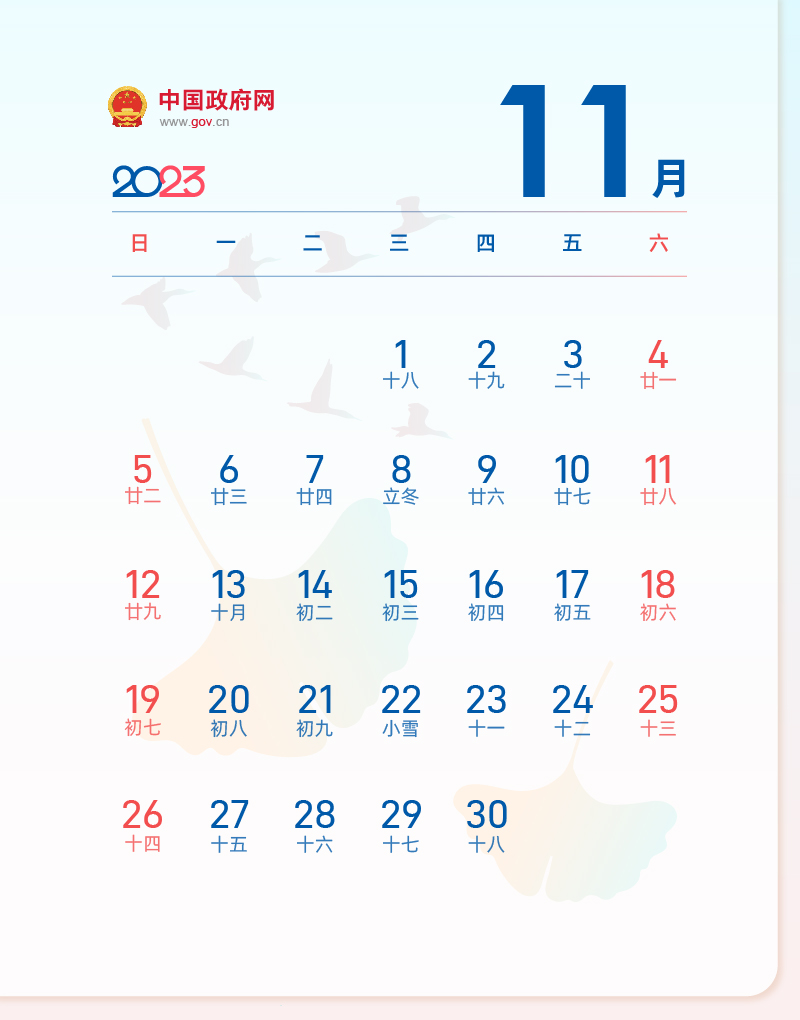 中国政府网
www.gov.cn
2023
11月
日 一 二 三 四 五 六
1 2 3 4
十八 十九 二十 廿一
5 6 7 8 9 10 11
廿二 廿三 廿四 立冬 廿六 廿七 廿八
12 13 14 15 16 17 18
廿九 十月 初二 初三 初四 初五 初六
19 20 21 22 23 24 25
初七 初八 初九 小雪 十一 十二 十三
26 27 28 29 30
十四 十五 十六 十七 十八